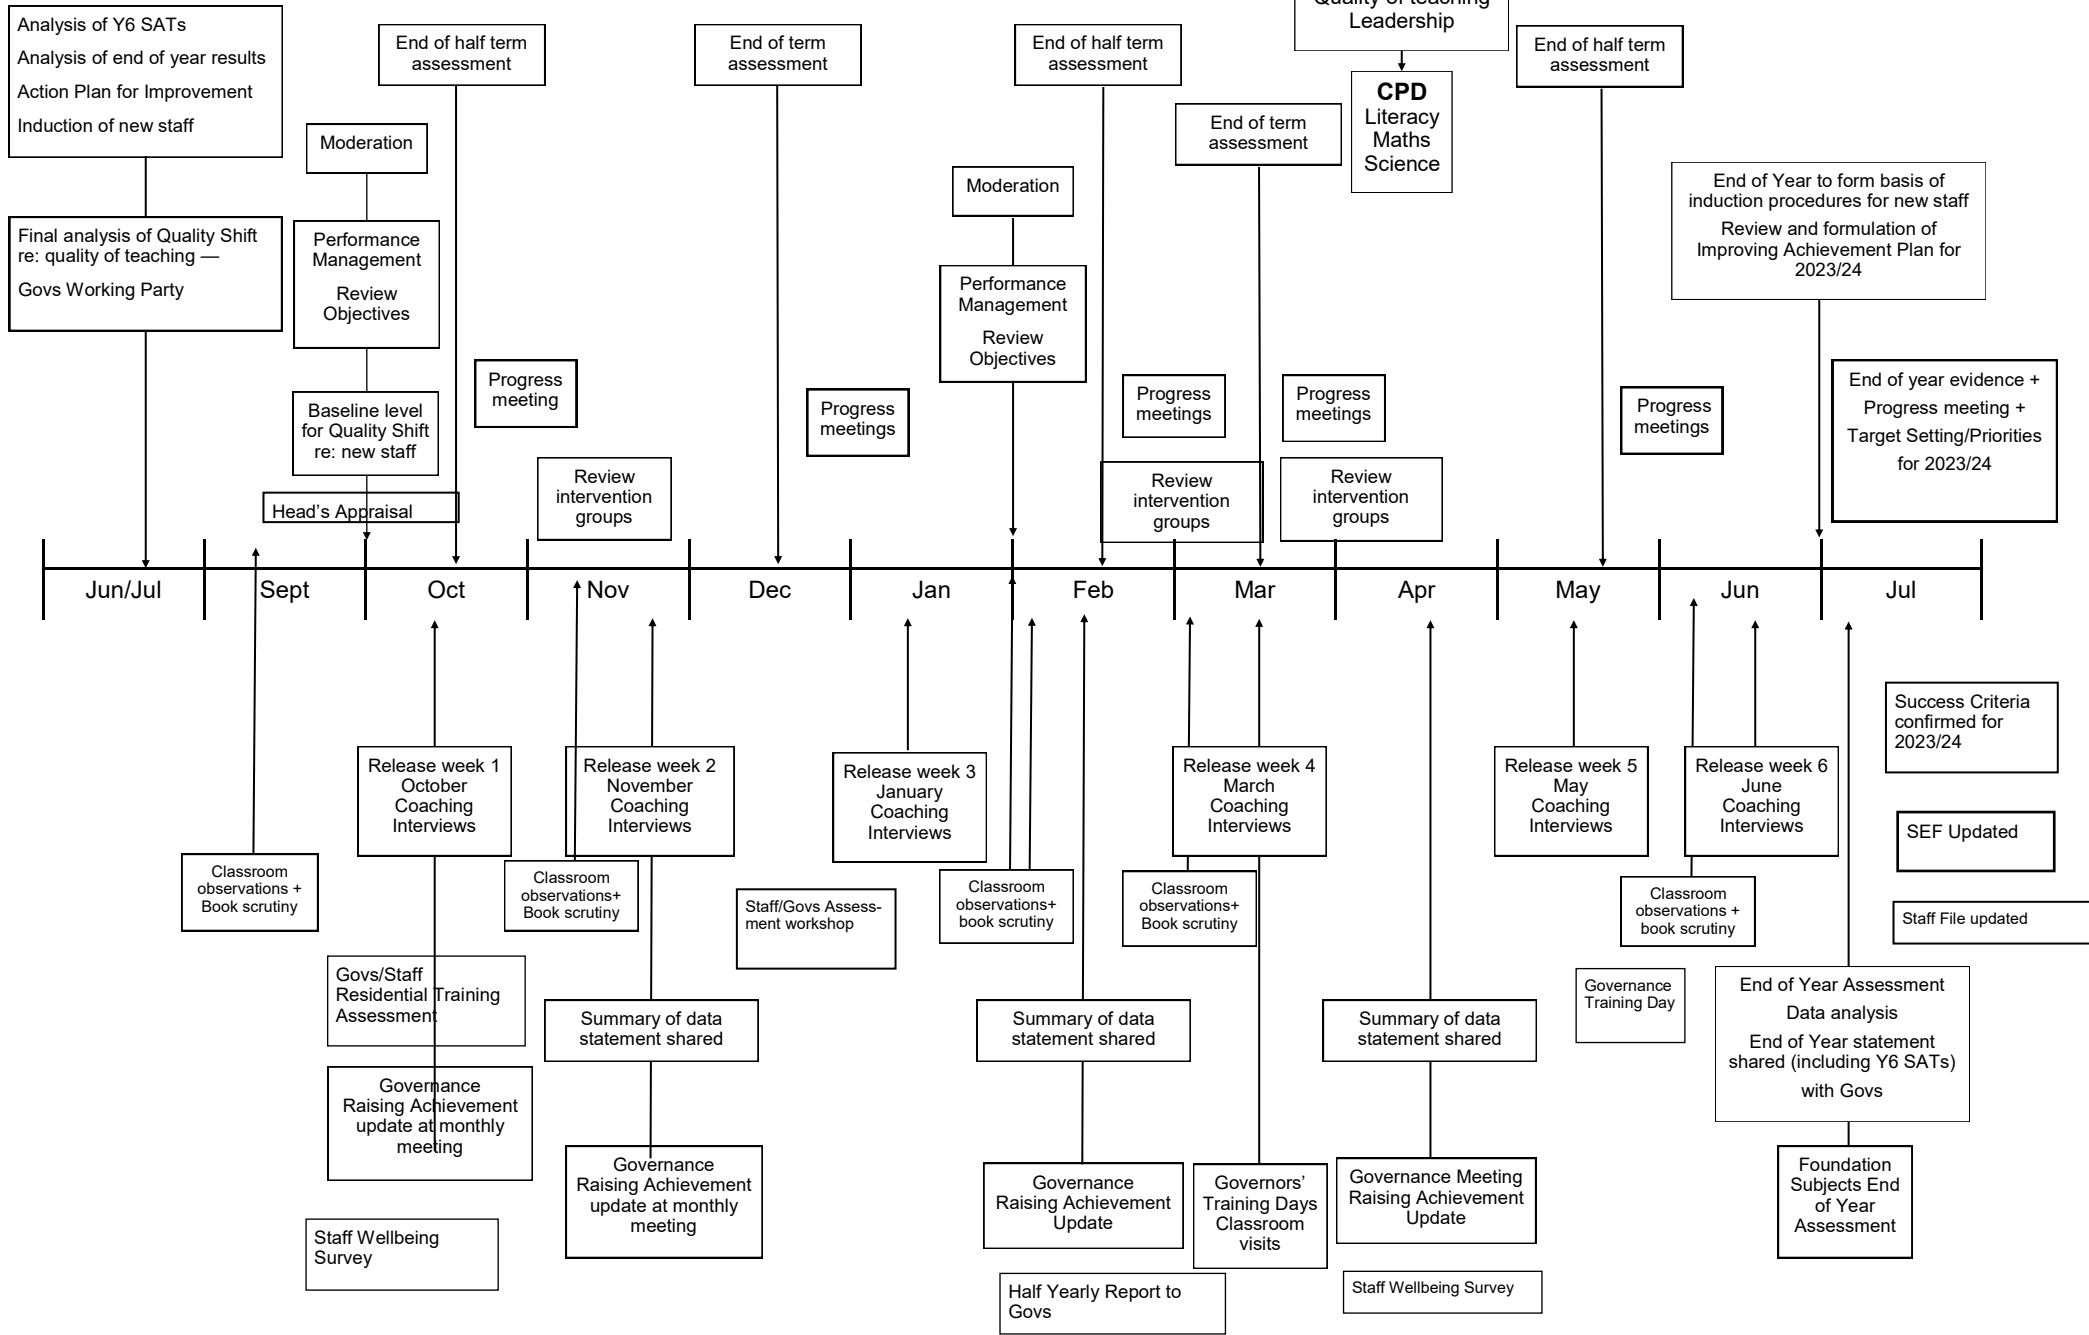 Analysis of Y6 SATs
Analysis of end of year results
Action Plan for Improvement
Induction of new staff
Final analysis of Quality Shift
re: quality of teaching —
Govs Working Party
Moderation
Performance
Management
Review
Objectives
Baseline level
for Quality Shift
re: new staff
Head's Appraisal
End of half term
assessment
Progress
meeting
Review
intervention
groups
End of term
assessment
Progress
meetings
Moderation
Performance
Management
Review
Objectives
End of half term
assessment
Progress
meetings
Review
intervention
groups
End of term
assessment
Progress
meetings
Review
intervention
groups
Quality of teaching
Leadership
CPD
Literacy
Maths
Science
End of half term
assessment
Progress
meetings
End of Year to form basis of
induction procedures for new staff
Review and formulation of
Improving Achievement Plan for
2023/24
End of year evidence +
Progress meeting +
Target Setting/Priorities
for 2023/24
Jun/Jul
Sept
Oct
Nov
Dec
Jan
Feb
Mar
Apr
May
Jun
Jul
Classroom
observations +
Book scrutiny
Release week 1
October
Coaching
Interviews
Govs/Staff
Residential Training
Assessment
Governance
Raising Achievement
update at monthly
meeting
Staff Wellbeing
Survey
Release week 2
November
Coaching
Interviews
Classroom
observations+
Book scrutiny
Summary of data
statement shared
Governance
Raising Achievement
update at monthly
meeting
Staff/Govs Assess-
ment workshop
Release week 3
January
Coaching
Interviews
Classroom
observations+
book scrutiny
Summary of data
statement shared
Governance
Raising Achievement
Update
Half Yearly Report to
Govs
Release week 4
March
Coaching
Interviews
Classroom
observations+
Book scrutiny
Governors'
Training Days
Classroom
visits
Summary of data
statement shared
Governance Meeting
Raising Achievement
Update
Staff Wellbeing Survey
Release week 5
May
Coaching
Interviews
Release week 6
June
Coaching
Interviews
Classroom
observations +
book scrutiny
Governance
Training Day
End of Year Assessment
Data analysis
End of Year statement
shared (including Y6 SATs)
with Govs
Foundation
Subjects End
of Year
Assessment
Success Criteria
confirmed for
2023/24
SEF Updated
Staff File updated